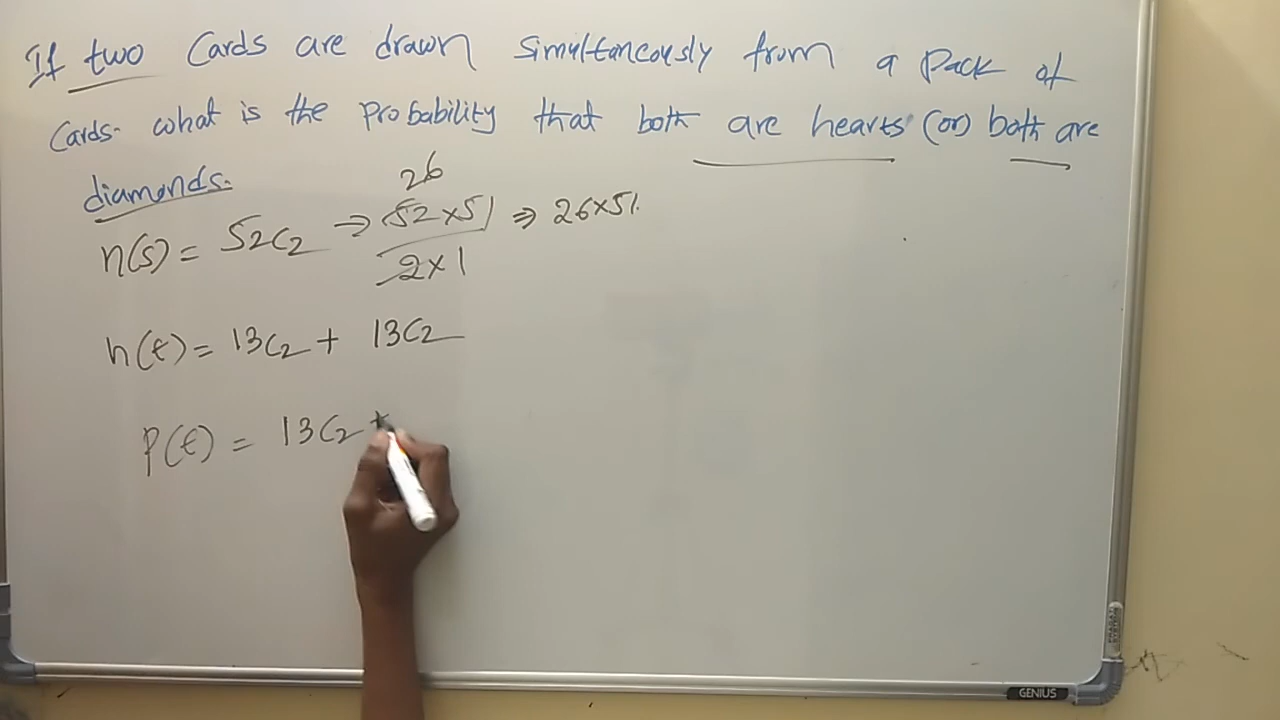 If two Cards are drawn simultaneously from a pack of
Cards. what is the probability that both are hearts (or) both are
diamonds.
26
n(s) = 52C2 → 52 x 51 / 2 x 1 ⇒ 26 x 51.
n(t) = 13C2 + 13C2
P(t) = 13C2 +
GENIUS